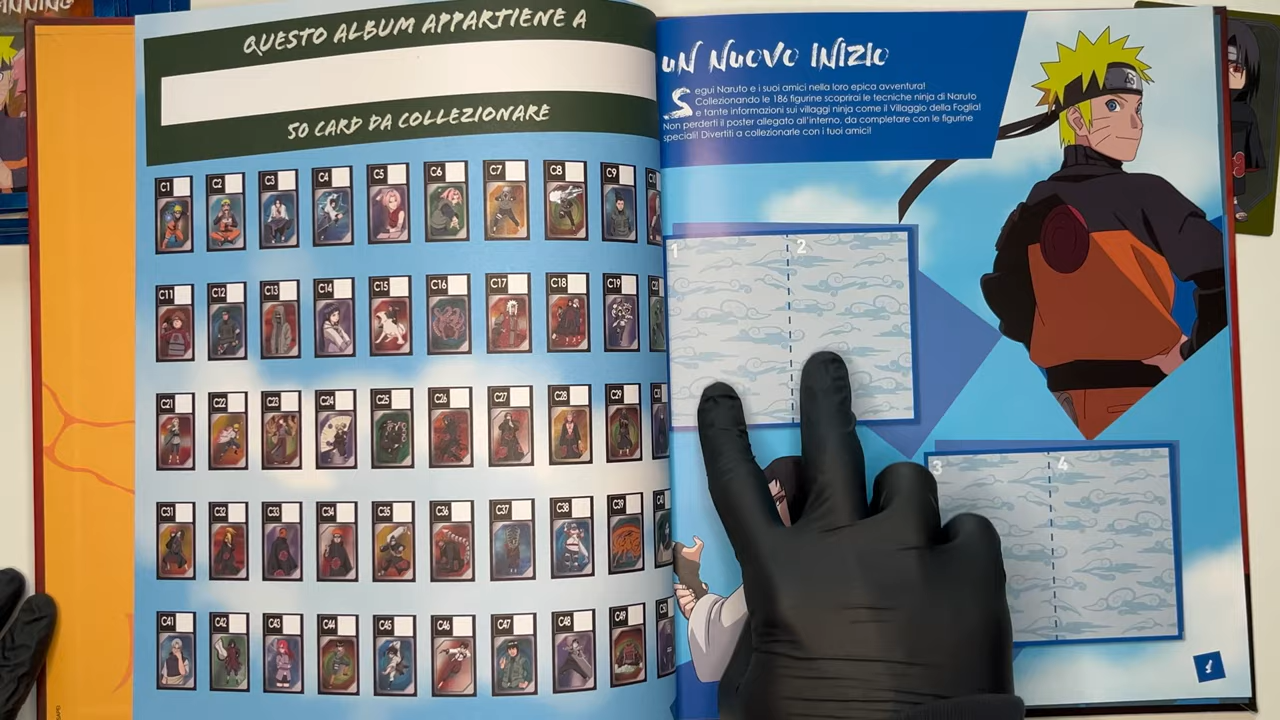 NNING
QUESTO ALBUM APPARTIENE A
50 CARD DA COLLEZIONARE
C1 C2 C3 C4 C5 C6 C7 C8 C9
C11 C12 C13 C14 C15 C16 C17 C18 C19
C21 C22 C23 C24 C25 C26 C27 C28 C29
C31 C32 C33 C34 C35 C36 C37 C38 C39 C40
C41 C42 C43 C44 C45 C46 C47 C48 C49 C50
UN NUOVO INIZIO
Segui Naruto e i suoi amici nella loro epica avventura!
Collezionando le 186 figurine scoprirai le tecniche ninja di Naruto
e tante informazioni sui villaggi ninja come il Villaggio della Foglia!
Non perderti il poster allegato all'interno, da completare con le figurine
speciali! Divertiti a collezionarle con i tuoi amici!
1 2
3 4
1